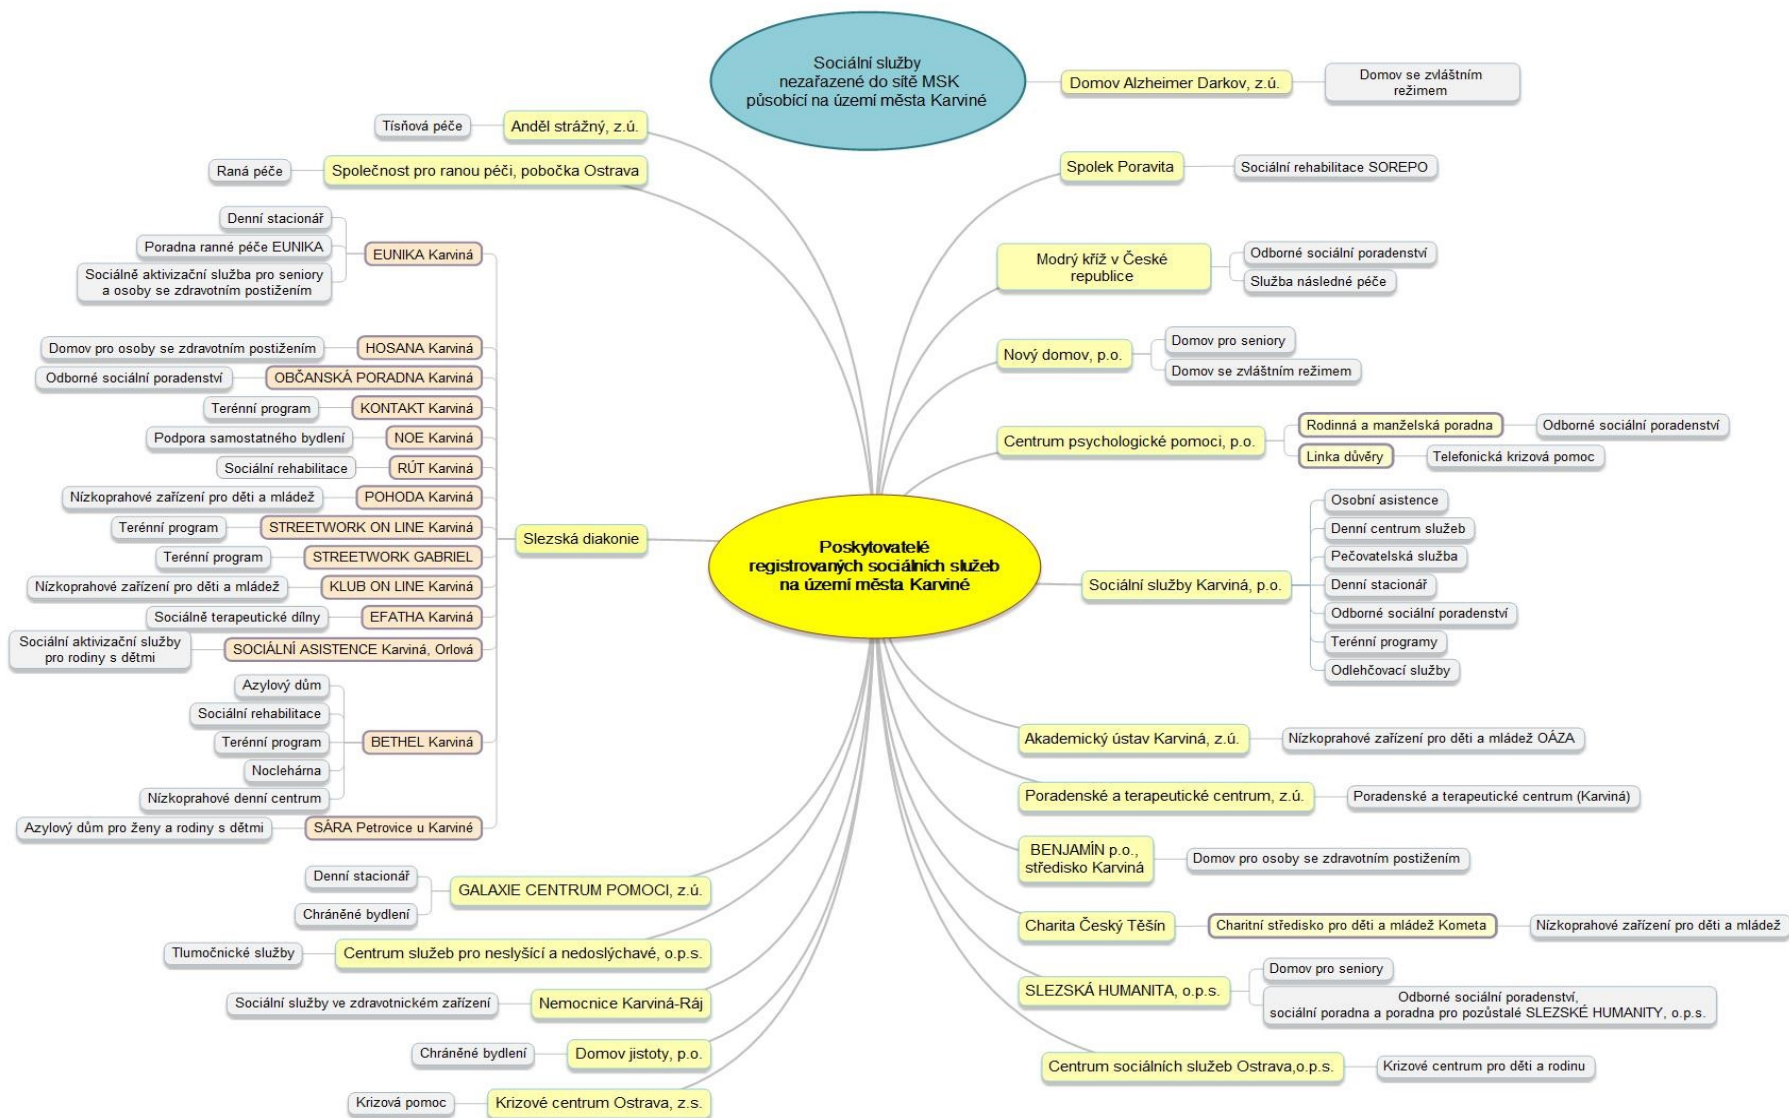 Sociální služby
nezařazené do sítě MSK
působící na území města Karviné
Domov Alzheimer Darkov, z.ú.
Domov se zvláštním
režimem
Poskytovatelé
registrovaných sociálních služeb
na území města Karviné
Anděl strážný, z.ú.
Tísňová péče
Společnost pro ranou péči, pobočka Ostrava
Raná péče
Slezská diakonie
EUNIKA Karviná
Denní stacionář
Poradna ranné péče EUNIKA
Sociálně aktivizační služba pro seniory
a osoby se zdravotním postižením
HOSANA Karviná
Domov pro osoby se zdravotním postižením
OBČANSKÁ PORADNA Karviná
Odborné sociální poradenství
KONTAKT Karviná
Terénní program
NOE Karviná
Podpora samostatného bydlení
RÚT Karviná
Sociální rehabilitace
POHODA Karviná
Nízkoprahové zařízení pro děti a mládež
STREETWORK ON LINE Karviná
Terénní program
STREETWORK GABRIEL
Terénní program
KLUB ON LINE Karviná
Nízkoprahové zařízení pro děti a mládež
EFATHA Karviná
Sociálně terapeutické dílny
SOCIÁLNÍ ASISTENCE Karviná, Orlová
Sociální aktivizační služby
pro rodiny s dětmi
BETHEL Karviná
Azylový dům
Sociální rehabilitace
Terénní program
Noclehárna
Nízkoprahové denní centrum
SÁRA Petrovice u Karviné
Azylový dům pro ženy a rodiny s dětmi
GALAXIE CENTRUM POMOCI, z.ú.
Denní stacionář
Chráněné bydlení
Centrum služeb pro neslyšící a nedoslýchavé, o.p.s.
Tlumočnické služby
Nemocnice Karviná-Ráj
Sociální služby ve zdravotnickém zařízení
Domov jistoty, p.o.
Chráněné bydlení
Krizové centrum Ostrava, z.s.
Krizová pomoc
Spolek Poravita
Sociální rehabilitace SOREPO
Modrý kříž v České
republice
Odborné sociální poradenství
Služba následné péče
Nový domov, p.o.
Domov pro seniory
Domov se zvláštním režimem
Centrum psychologické pomoci, p.o.
Rodinná a manželská poradna
Odborné sociální poradenství
Linka důvěry
Telefonická krizová pomoc
Sociální služby Karviná, p.o.
Osobní asistence
Denní centrum služeb
Pečovatelská služba
Denní stacionář
Odborné sociální poradenství
Terénní programy
Odlehčovací služby
Akademický ústav Karviná, z.ú.
Nízkoprahové zařízení pro děti a mládež OÁZA
Poradenské a terapeutické centrum, z.ú.
Poradenské a terapeutické centrum (Karviná)
BENJAMÍN p.o.,
středisko Karviná
Domov pro osoby se zdravotním postižením
Charita Český Těšín
Charitní středisko pro děti a mládež Kometa
Nízkoprahové zařízení pro děti a mládež
SLEZSKÁ HUMANITA, o.p.s.
Domov pro seniory
Odborné sociální poradenství,
sociální poradna a poradna pro pozůstalé SLEZSKÉ HUMANITY, o.p.s.
Centrum sociálních služeb Ostrava,o.p.s.
Krizové centrum pro děti a rodinu